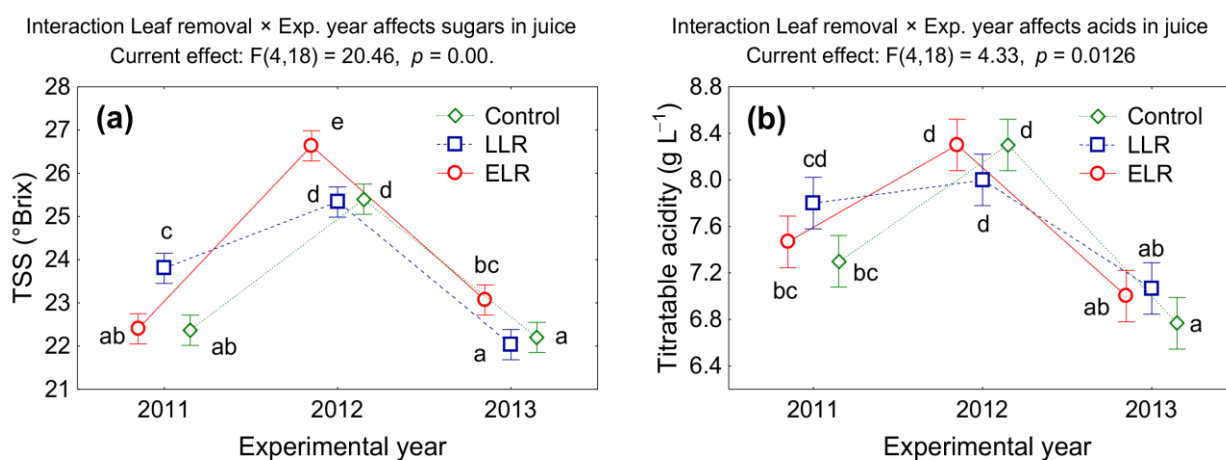 Interaction Leaf removal × Exp. year affects sugars in juice
Current effect: F(4,18) = 20.46, p = 0.00.
(a)
Control
LLR
ELR
TSS (°Brix)
28
27
26
25
24
23
22
21
e
d
d
c
bc
ab
ab
a
a
2011
2012
2013
Experimental year
Interaction Leaf removal × Exp. year affects acids in juice
Current effect: F(4,18) = 4.33, p = 0.0126
(b)
Control
LLR
ELR
Titratable acidity (g L⁻¹)
8.8
8.4
8.0
7.6
7.2
6.8
6.4
d
d
cd
d
ab
bc
bc
ab
a
2011
2012
2013
Experimental year